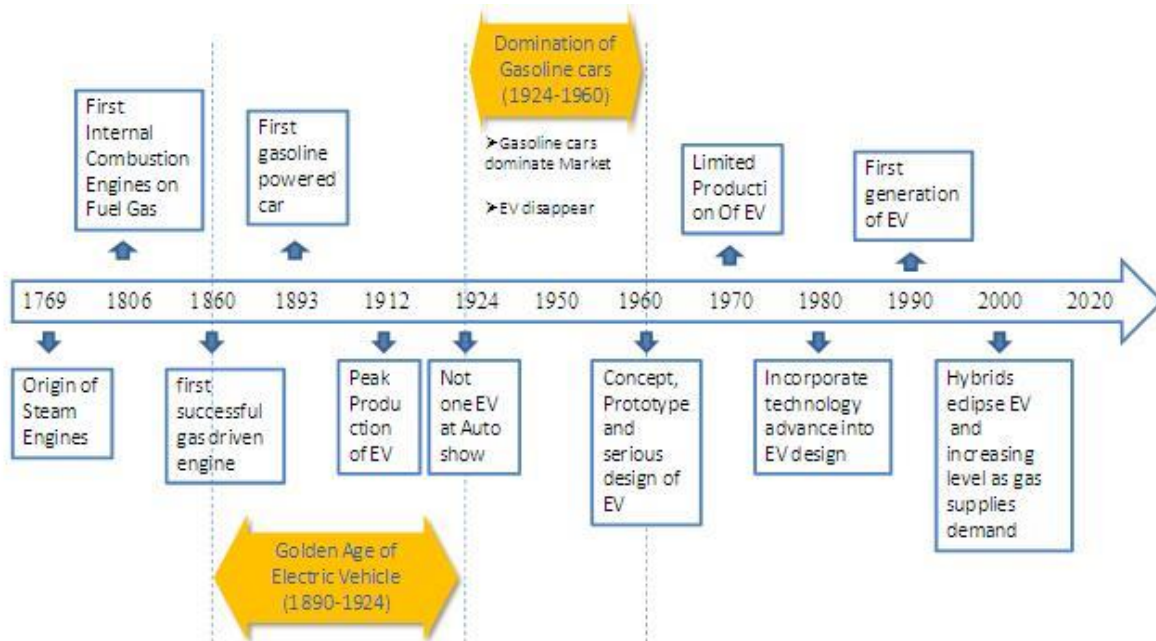 Domination of
Gasoline cars
(1924-1960)
First
Internal
Combustion
Engines on
Fuel Gas
First
gasoline
powered
car
➤Gasoline cars
dominate Market
➤EV disappear
Limited
Producti
on Of EV
First
generation
of EV
1769 1806 1860 1893 1912 1924 1950 1960 1970 1980 1990 2000 2020
Origin of
Steam
Engines
first
successful
gas driven
engine
Peak
Produ
ction
of EV
Not
one EV
at Auto
show
Concept,
Prototype
and
serious
design of
EV
Incorporate
technology
advance into
EV design
Hybrids
eclipse EV
and
increasing
level as gas
supplies
demand
Golden Age of
Electric Vehicle
(1890-1924)